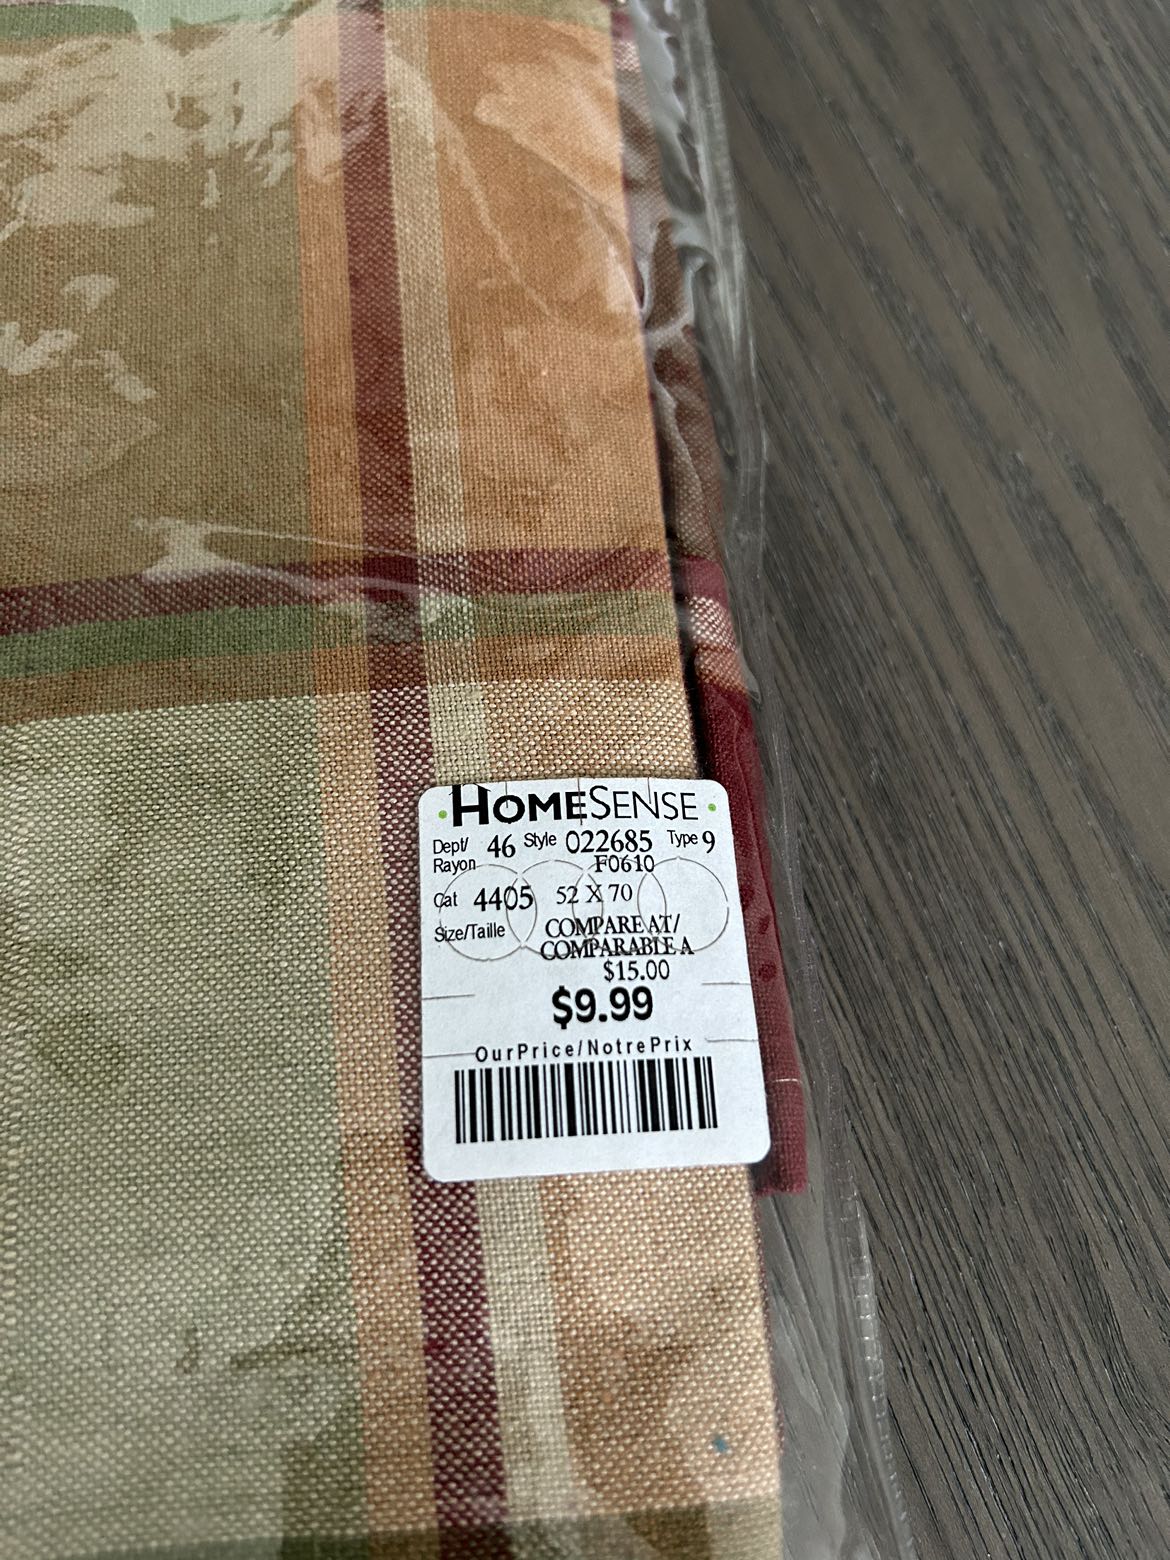 HOMESENSE
Dept/ 46 Style 022685 Type 9
Rayon F0610
Cat 4405 52 X 70
Size/Taille COMPARE AT/
COMPARABLE A
$15.00
$9.99
OurPrice/NotrePrix